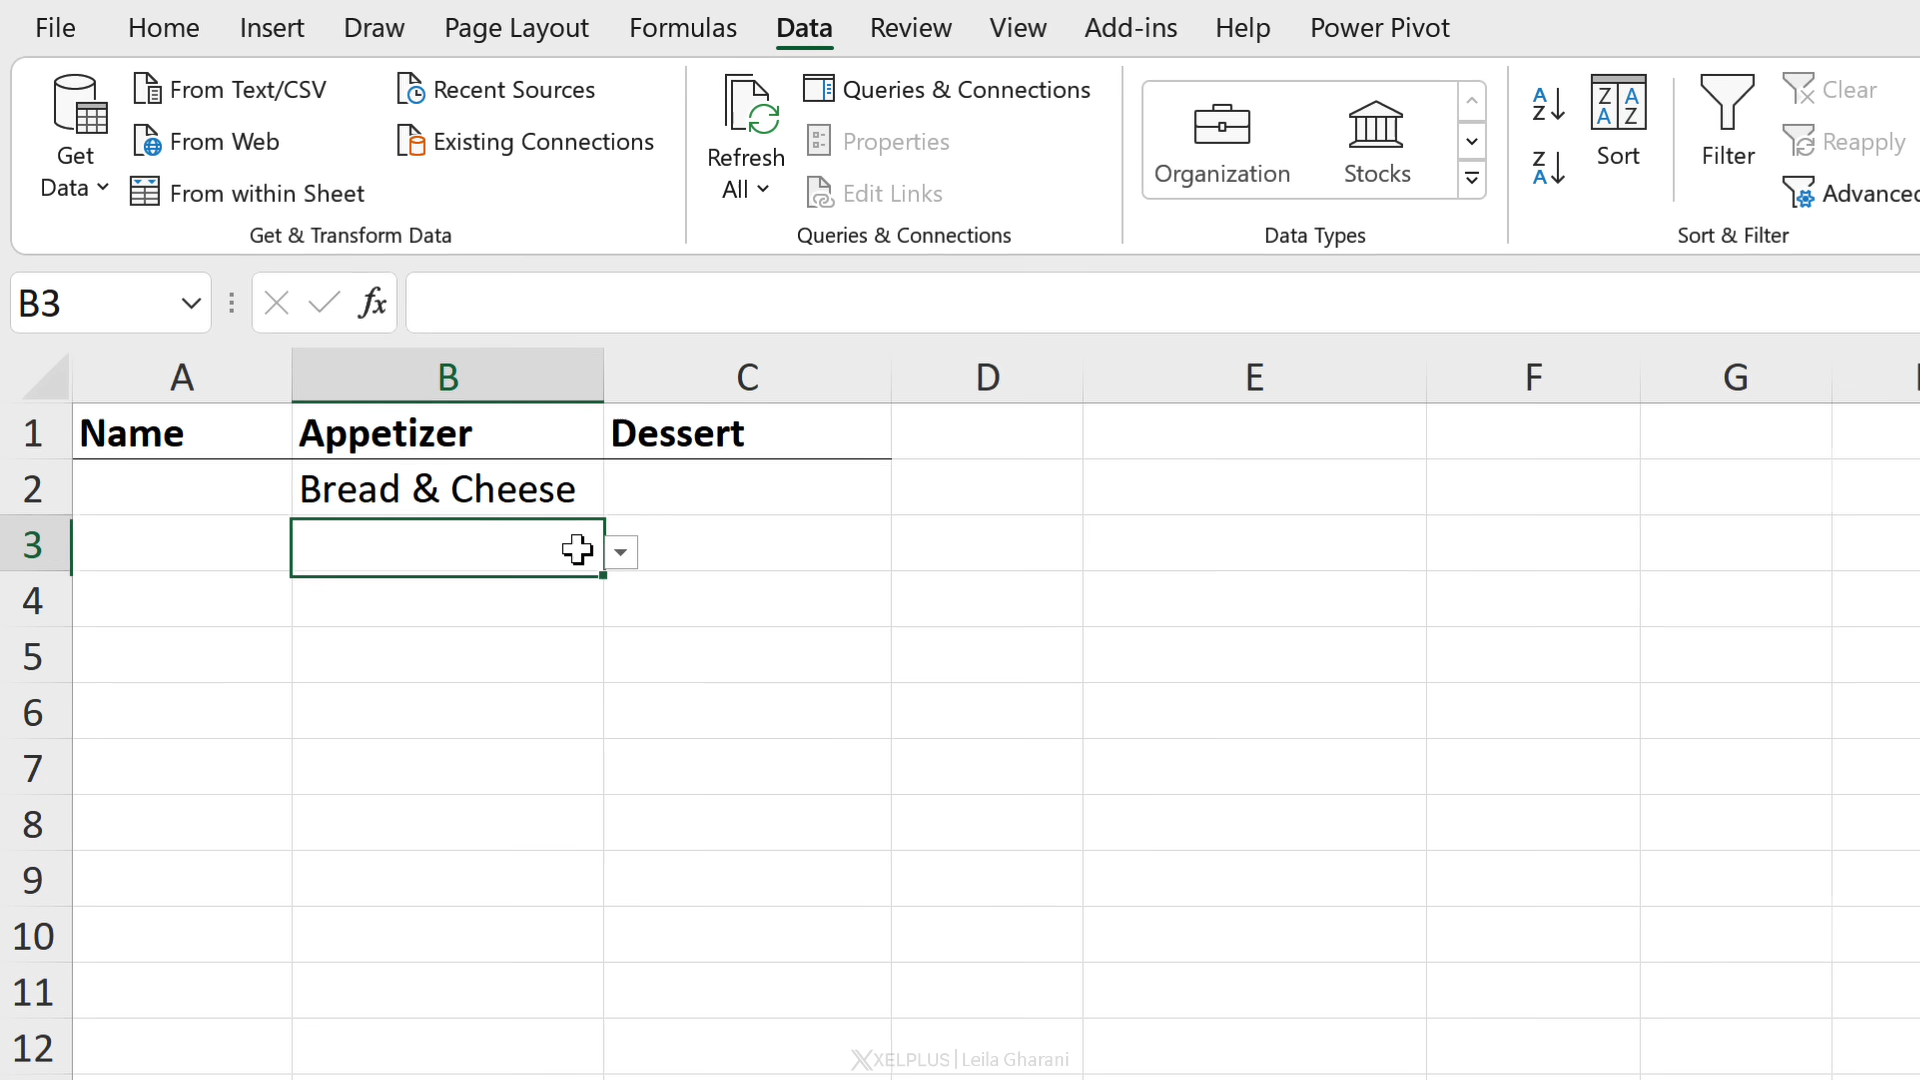 File Home Insert Draw Page Layout Formulas Data Review View Add-ins Help Power Pivot
Get Data
From Text/CSV
From Web
From within Sheet
Recent Sources
Existing Connections
Get & Transform Data
Refresh All
Queries & Connections
Properties
Edit Links
Queries & Connections
Organization Stocks
Data Types
Sort
Filter
Clear
Reapply
Advanced
Sort & Filter
B3 fx
A B C D E F G
1 Name Appetizer Dessert
2 Bread & Cheese
3
4
5
6
7
8
9
10
11
12
XELPLUS | Leila Gharani